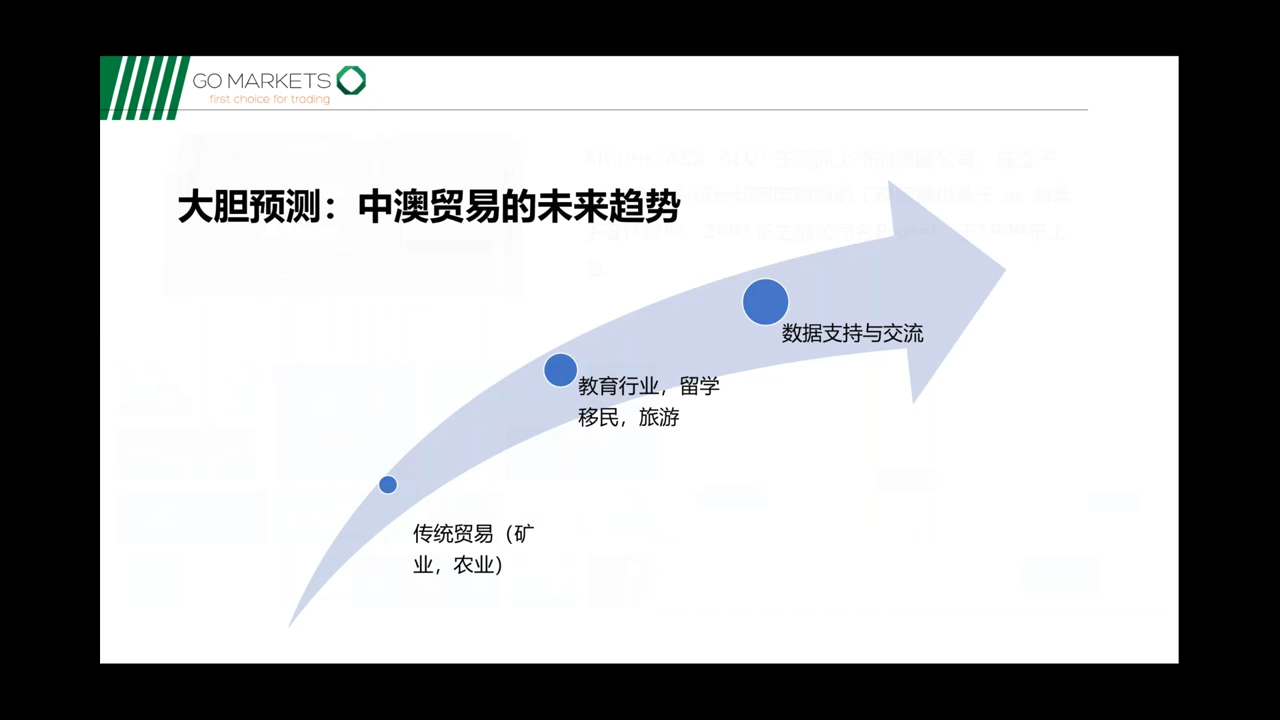 GO MARKETS
first choice for trading
大胆预测：中澳贸易的未来趋势
数据支持与交流
教育行业，留学
移民，旅游
传统贸易（矿
业，农业）